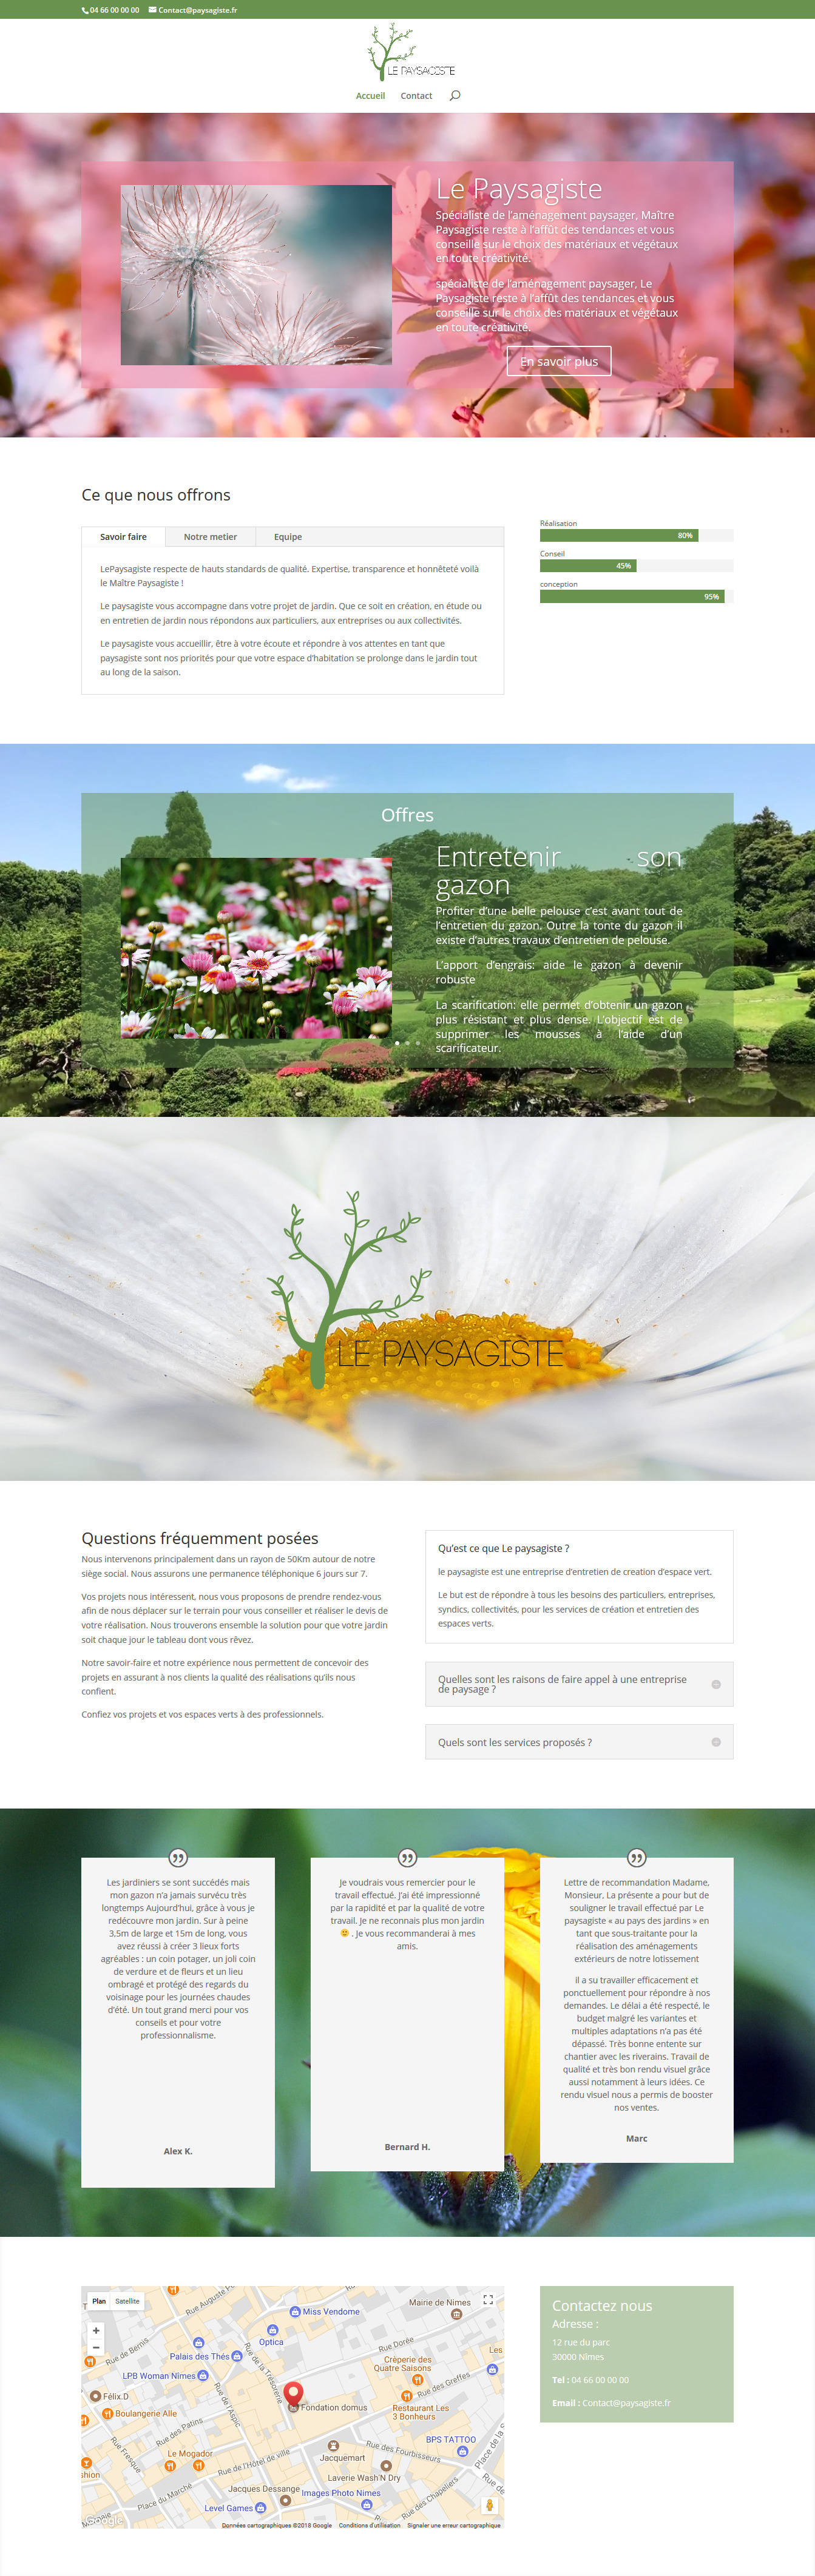 04 66 00 00 00 Contact@paysagiste.fr
LE PAYSAGISTE
Accueil Contact
Le Paysagiste
Spécialiste de l'aménagement paysager, Maître
Paysagiste reste à l'affût des tendances et vous
conseille sur le choix des matériaux et végétaux
en toute créativité.
spécialiste de l'aménagement paysager, Le
Paysagiste reste à l'affût des tendances et vous
conseille sur le choix des matériaux et végétaux
en toute créativité.
En savoir plus
Ce que nous offrons
Savoir faire Notre metier Equipe
LePaysagiste respecte de hauts standards de qualité. Expertise, transparence et honnêteté voilà
le Maître Paysagiste !
Le paysagiste vous accompagne dans votre projet de jardin. Que ce soit en création, en étude ou
en entretien de jardin nous répondons aux particuliers, aux entreprises ou aux collectivités.
Le paysagiste vous accueillir, être à votre écoute et répondre à vos attentes en tant que
paysagiste sont nos priorités pour que votre espace d'habitation se prolonge dans le jardin tout
au long de la saison.
Réalisation
80%
Conseil
45%
conception
95%
Offres
Entretenir son
gazon
Profiter d'une belle pelouse c'est avant tout de
l'entretien du gazon. Outre la tonte du gazon il
existe d'autres travaux d'entretien de pelouse.
L'apport d'engrais: aide le gazon à devenir
robuste
La scarification: elle permet d'obtenir un gazon
plus résistant et plus dense. L'objectif est de
supprimer les mousses à l'aide d'un
scarificateur.
LE PAYSAGISTE
Questions fréquemment posées
Nous intervenons principalement dans un rayon de 50Km autour de notre
siège social. Nous assurons une permanence téléphonique 6 jours sur 7.
Vos projets nous intéressent, nous vous proposons de prendre rendez-vous
afin de nous déplacer sur le terrain pour vous conseiller et réaliser le devis de
votre réalisation. Nous trouverons ensemble la solution pour que votre jardin
soit chaque jour le tableau dont vous rêvez.
Notre savoir-faire et notre expérience nous permettent de concevoir des
projets en assurant à nos clients la qualité des réalisations qu'ils nous
confient.
Confiez vos projets et vos espaces verts à des professionnels.
Qu'est ce que Le paysagiste ?
le paysagiste est une entreprise d'entretien de creation d'espace vert.
Le but est de répondre à tous les besoins des particuliers, entreprises,
syndics, collectivités, pour les services de création et entretien des
espaces verts.
Quelles sont les raisons de faire appel à une entreprise
de paysage ?
Quels sont les services proposés ?
Les jardiniers se sont succédés mais
mon gazon n'a jamais survécu très
longtemps Aujourd'hui, grâce à vous je
redécouvre mon jardin. Sur à peine
3,5m de large et 15m de long, vous
avez réussi à créer 3 lieux forts
agréables : un coin potager, un joli coin
de verdure et de fleurs et un lieu
ombragé et protégé des regards du
voisinage pour les journées chaudes
d'été. Un tout grand merci pour vos
conseils et pour votre
professionnalisme.
Alex K.
Je voudrais vous remercier pour le
travail effectué. J'ai été impressionné
par la rapidité et par la qualité de votre
travail. Je ne reconnais plus mon jardin
🙂 . Je vous recommanderai à mes
amis.
Bernard H.
Lettre de recommandation Madame,
Monsieur, La présente a pour but de
souligner le travail effectué par Le
paysagiste « au pays des jardins » en
tant que sous-traitante pour la
réalisation des aménagements
extérieurs de notre lotissement
il a su travailler efficacement et
ponctuellement pour répondre à nos
demandes. Le délai a été respecté, le
budget malgré les variantes et
multiples adaptations n'a pas été
dépassé. Très bonne entente sur
chantier avec les riverains. Travail de
qualité et très bon rendu visuel grâce
aussi notamment à leurs idées. Ce
rendu visuel nous a permis de booster
nos ventes.
Marc
Plan Satellite
Rue Auguste P
Miss Vendome
Mairie de Nimes
Optica
Rue Dorée
Rue de Bernis
Palais des Thés
Crêperie des
Quatre Saisons
Les
LPB Woman Nîmes
Rue de la Trésorerie
Rue des Greffes
Félix.D
Rue de l'Aspic
Fondation domus
Restaurant Les
3 Bonheurs
Boulangerie Alle
Rue des Patins
BPS TATTOO
Rue Fresque
Le Mogador
Rue des Fourbisseurs
Place de la S
Jacquemart
Rue de l'Hôtel de ville
Laverie Wash'N Dry
shion
Jacques Dessange
Images Photo Nimes
Rue des Chapeliers
Rue de
Place du Marché
Level Games
Google
Données cartographiques ©2018 Google Conditions d'utilisation Signaler une erreur cartographique
Contactez nous
Adresse :
12 rue du parc
30000 Nîmes
Tel : 04 66 00 00 00
Email : Contact@paysagiste.fr